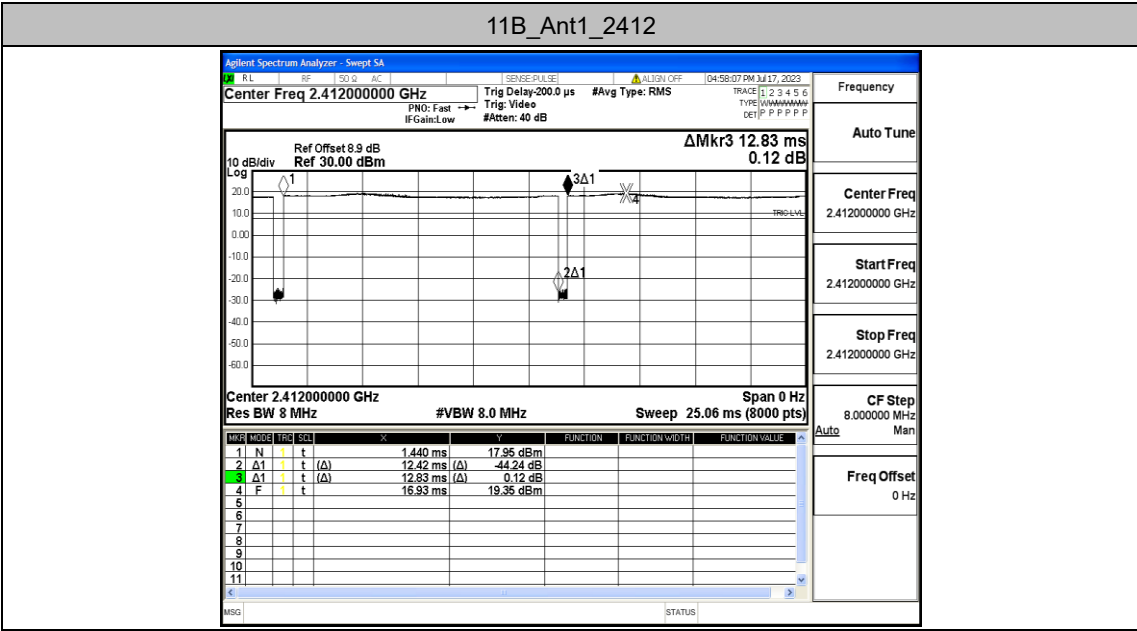 11B_Ant1_2412
Agilent Spectrum Analyzer - Swept SA
RL RF 50 Ω AC SENSE:PULSE ALIGN OFF 04:58:07 PM Jul 17, 2023
Center Freq 2.412000000 GHz Trig Delay-200.0 µs #Avg Type: RMS TRACE 1 2 3 4 5 6
PNO: Fast Trig: Video TYPE
IFGain:Low #Atten: 40 dB DET P P P P P P
Ref Offset 8.9 dB ΔMkr3 12.83 ms
10 dB/div Ref 30.00 dBm 0.12 dB
Log
1 3Δ1
20.0
4
10.0 TRIG LVL
0.00
-10.0
-20.0 2Δ1
-30.0
-40.0
-50.0
-60.0
Center 2.412000000 GHz Span 0 Hz
Res BW 8 MHz #VBW 8.0 MHz Sweep 25.06 ms (8000 pts)
MKR MODE TRC SCL X Y FUNCTION FUNCTION WIDTH FUNCTION VALUE
1 N 1 t 1.440 ms 17.95 dBm
2 Δ1 1 t (Δ) 12.42 ms (Δ) -44.24 dB
3 Δ1 1 t (Δ) 12.83 ms (Δ) 0.12 dB
4 F 1 t 16.93 ms 19.35 dBm
5
6
7
8
9
10
11
MSG STATUS
Frequency
Auto Tune
Center Freq
2.412000000 GHz
Start Freq
2.412000000 GHz
Stop Freq
2.412000000 GHz
CF Step
8.000000 MHz
Auto Man
Freq Offset
0 Hz